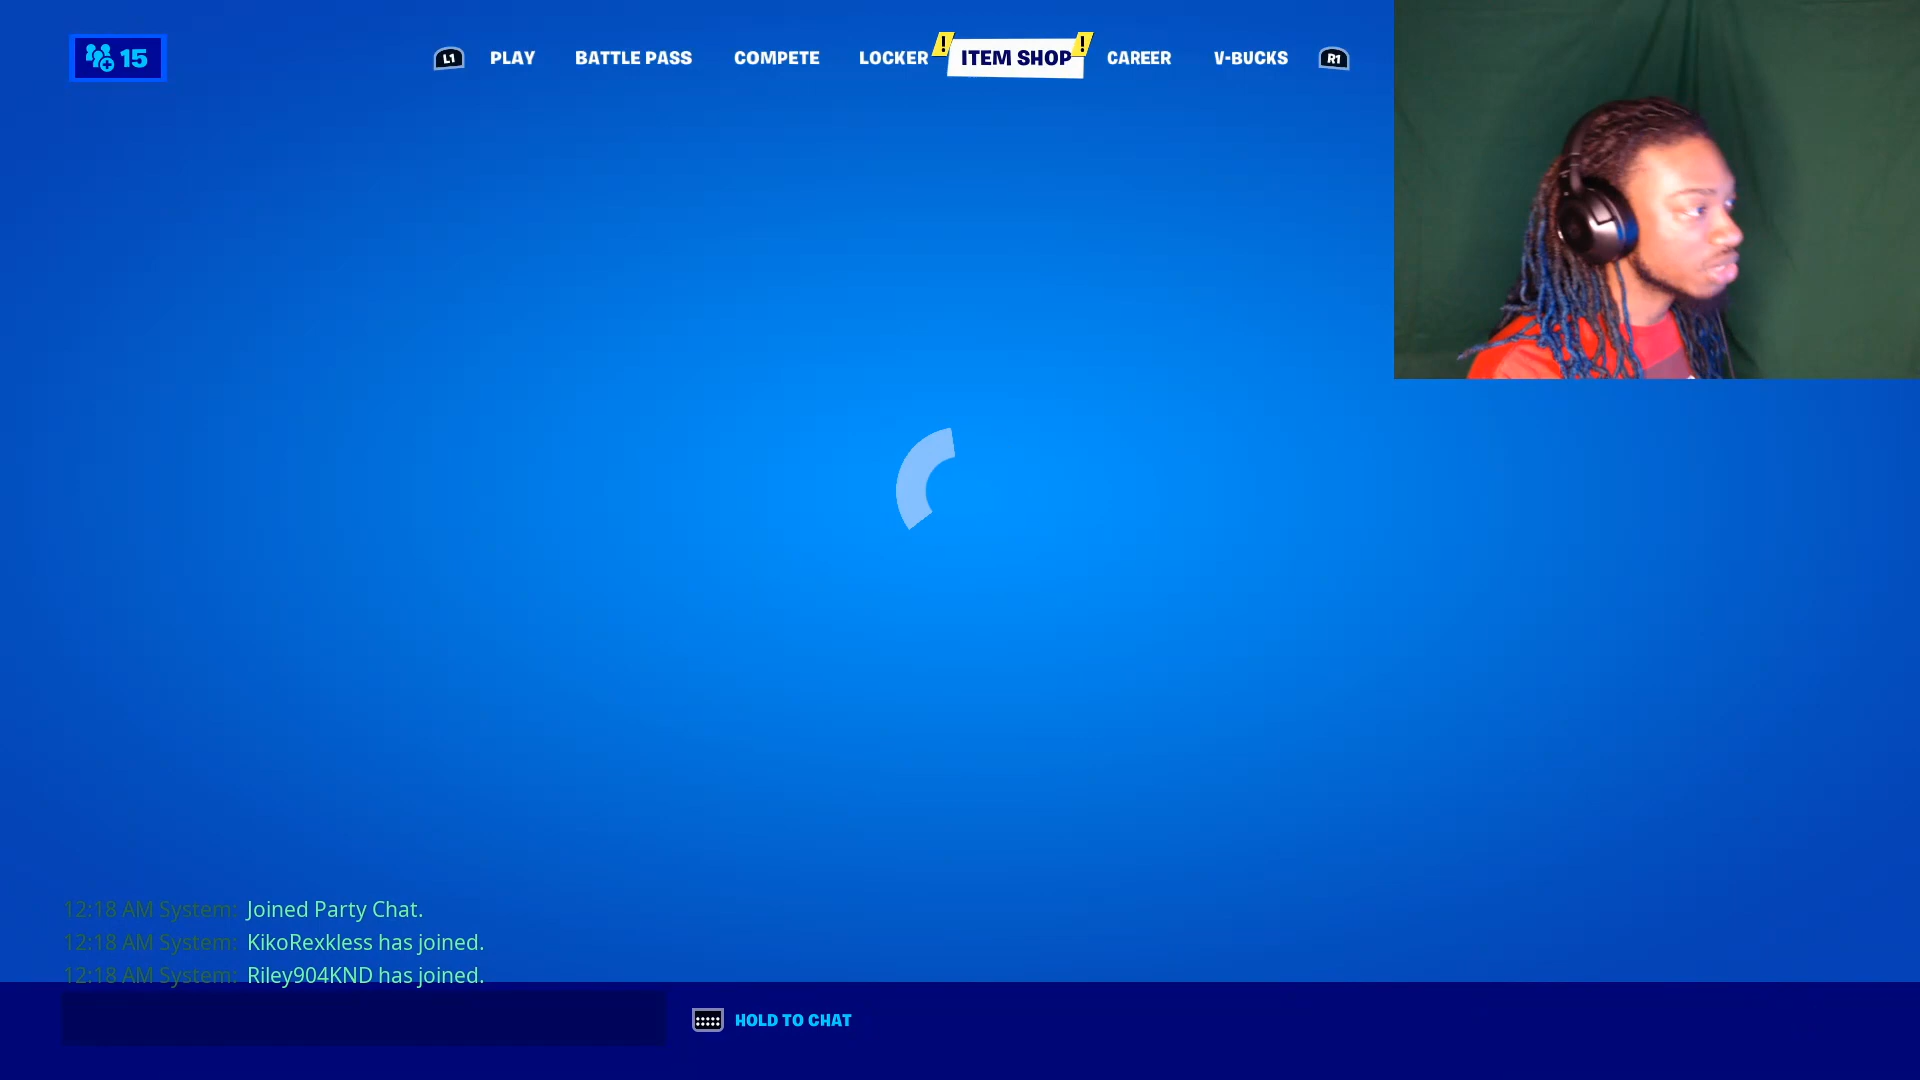 15
L1
PLAY
BATTLE PASS
COMPETE
LOCKER
!
ITEM SHOP
!
CAREER
V-BUCKS
R1
12:18 AM System: Joined Party Chat.
12:18 AM System: KikoRexkless has joined.
12:18 AM System: Riley904KND has joined.
HOLD TO CHAT